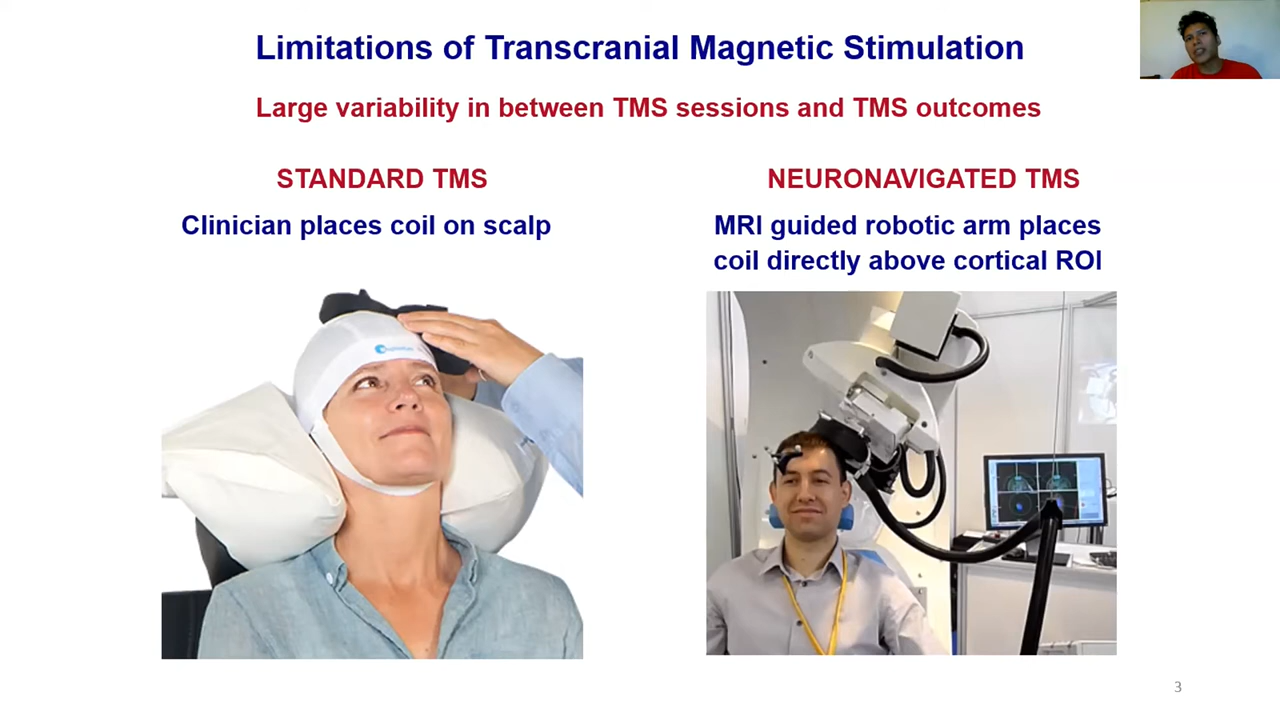 Limitations of Transcranial Magnetic Stimulation
Large variability in between TMS sessions and TMS outcomes
STANDARD TMS
Clinician places coil on scalp
NEURONAVIGATED TMS
MRI guided robotic arm places
coil directly above cortical ROI
3